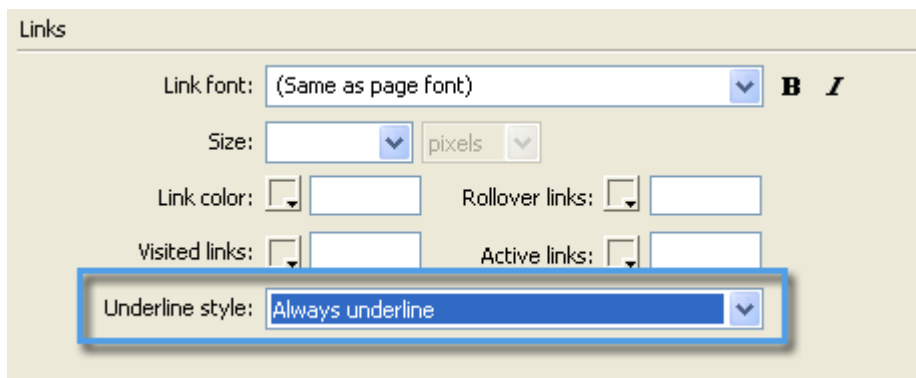 Links
Link font: (Same as page font) B I
Size: pixels
Link color: Rollover links:
Visited links: Active links:
Underline style: Always underline